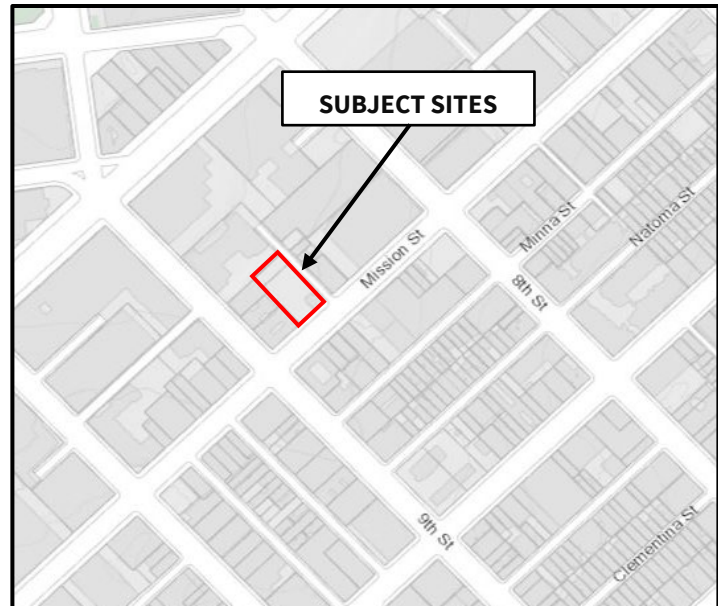 SUBJECT SITES
Mission St
Minna St
Natoma St
8th St
9th St
Clementina St